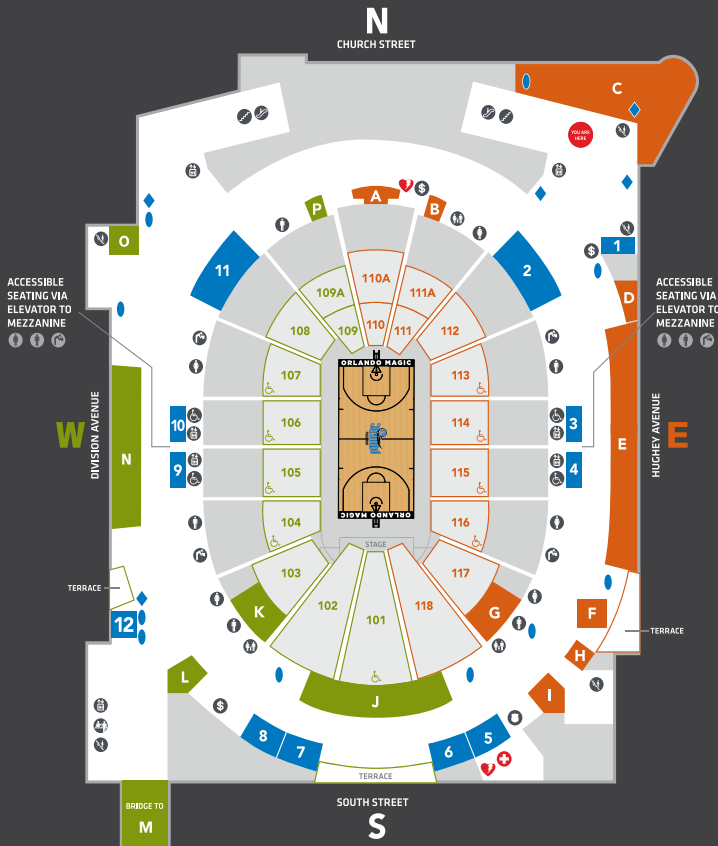 N
CHURCH STREET
C
YOU ARE
HERE
A
P
B
$
O
11
2
$
1
110A
109A
111A
D
109
110
111
108
112
ACCESSIBLE
SEATING VIA
ELEVATOR TO
MEZZANINE
ACCESSIBLE
SEATING VIA
ELEVATOR TO
MEZZANINE
ORLANDO MAGIC
107
113
W
DIVISION AVENUE
N
10
106
114
3
E
HUGHEY AVENUE
E
9
105
115
4
104
116
ORLANDO MAGIC
STAGE
103
117
TERRACE
102
101
118
K
G
F
12
TERRACE
H
L
J
I
$
8
7
6
5
TERRACE
BRIDGE TO
M
SOUTH STREET
S